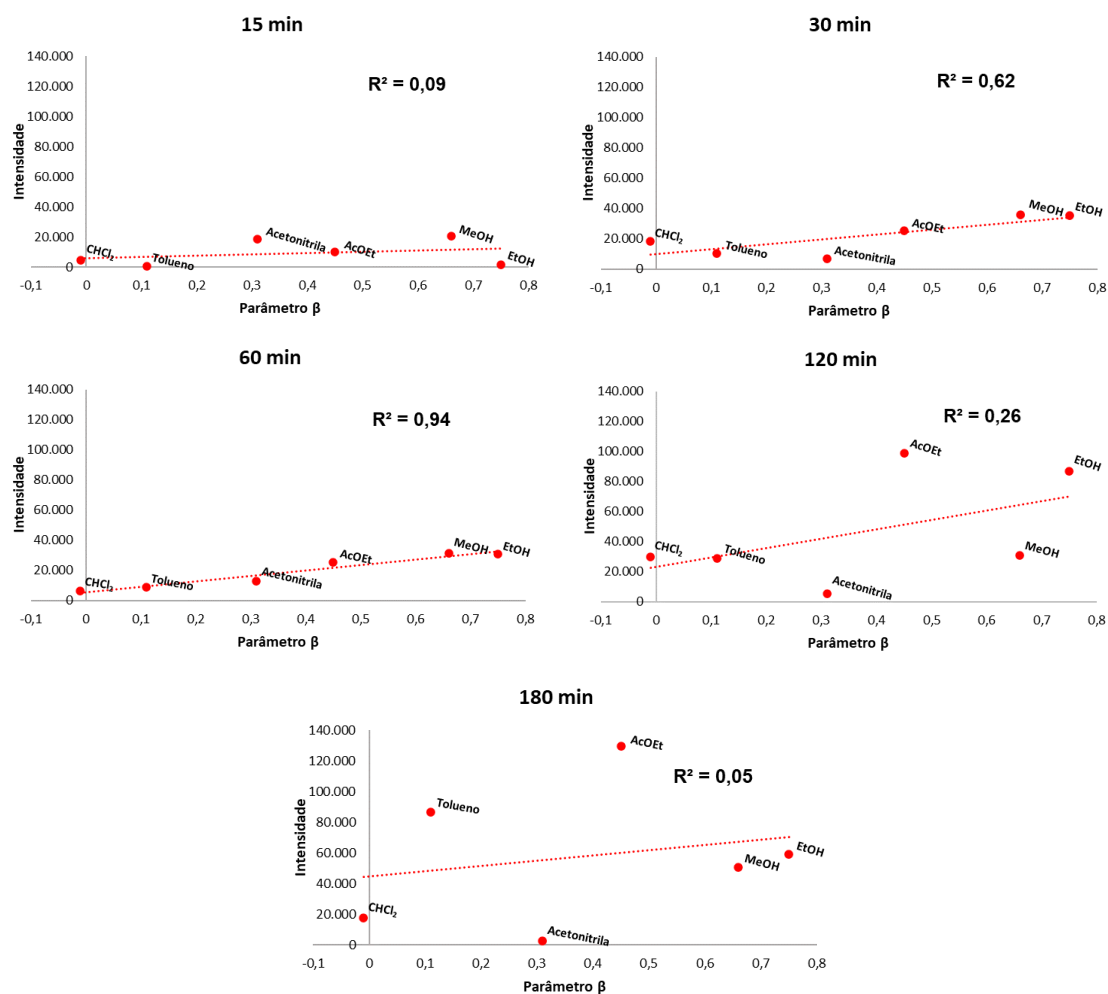 15 min
Intensidade
140.000
120.000
100.000
80.000
60.000
40.000
20.000
0
R² = 0,09
CHCl₂
Tolueno
Acetonitrila
AcOEt
MeOH
EtOH
-0,1 0 0,1 0,2 0,3 0,4 0,5 0,6 0,7 0,8
Parâmetro β
30 min
Intensidade
140.000
120.000
100.000
80.000
60.000
40.000
20.000
0
R² = 0,62
CHCl₂
Tolueno
Acetonitrila
AcOEt
MeOH
EtOH
-0,1 0 0,1 0,2 0,3 0,4 0,5 0,6 0,7 0,8
Parâmetro β
60 min
Intensidade
140.000
120.000
100.000
80.000
60.000
40.000
20.000
0
R² = 0,94
CHCl₂
Tolueno
Acetonitrila
AcOEt
MeOH
EtOH
-0,1 0 0,1 0,2 0,3 0,4 0,5 0,6 0,7 0,8
Parâmetro β
120 min
Intensidade
140.000
120.000
100.000
80.000
60.000
40.000
20.000
0
R² = 0,26
CHCl₂
Tolueno
Acetonitrila
AcOEt
MeOH
EtOH
-0,1 0 0,1 0,2 0,3 0,4 0,5 0,6 0,7 0,8
Parâmetro β
180 min
Intensidade
140.000
120.000
100.000
80.000
60.000
40.000
20.000
0
R² = 0,05
CHCl₂
Tolueno
Acetonitrila
AcOEt
MeOH
EtOH
-0,1 0 0,1 0,2 0,3 0,4 0,5 0,6 0,7 0,8
Parâmetro β